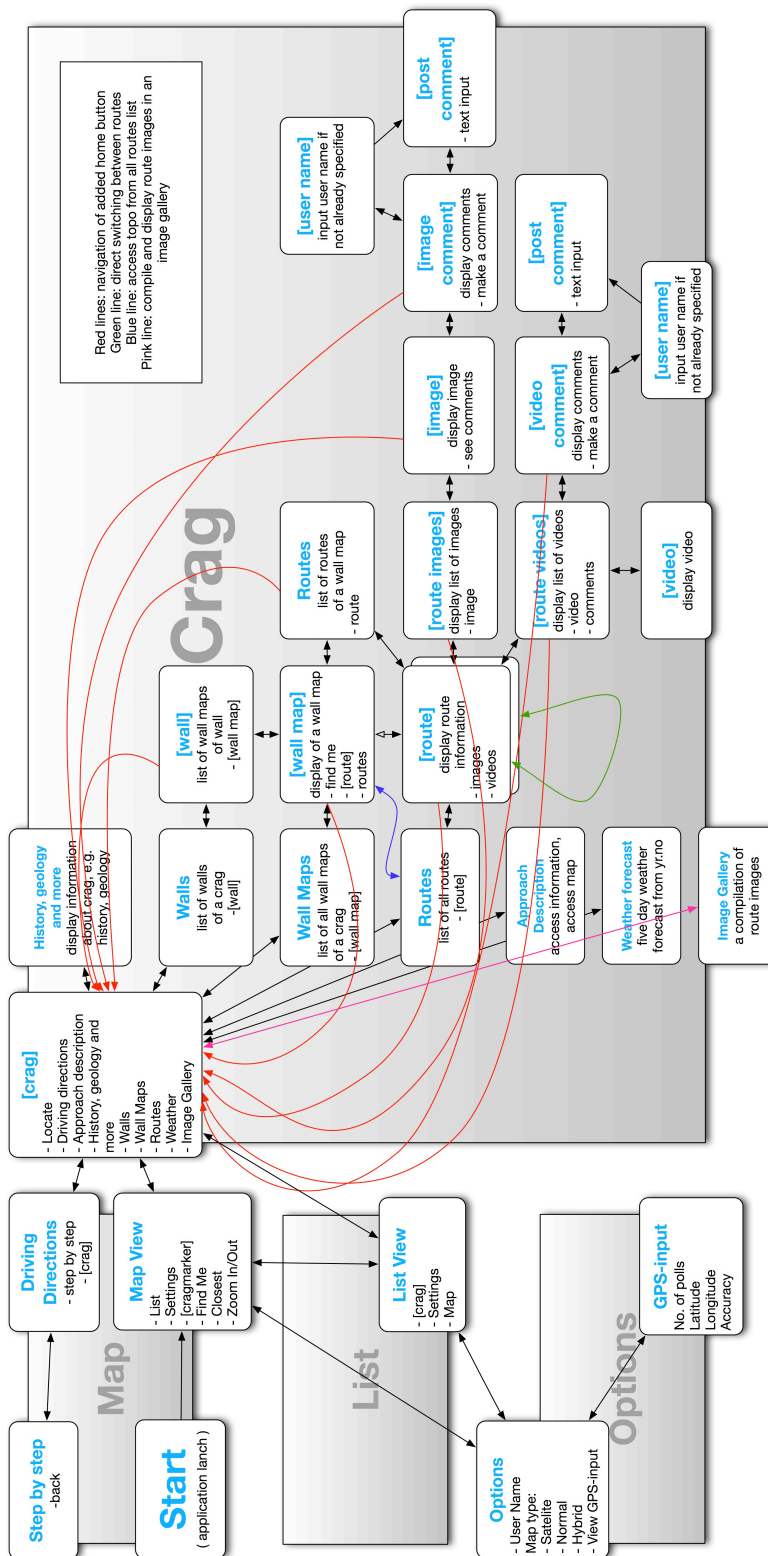 Step by step
-back
Start
( application lanch )
Map
Driving
Directions
- step by step
- [crag]
Map View
- List
- Settings
- [cragmarker]
- Find Me
- Closest
- Zoom In/Out
List
List View
- [crag]
- Settings
- Map
Options
Options
- User Name
Map type:
- Satelite
- Normal
- Hybrid
- View GPS-input
GPS-input
No. of polls
Latitude
Longitude
Accuracy
Crag
[crag]
- Locate
- Driving directions
- Approach description
- History, geology and
more
- Walls
- Wall Maps
- Routes
- Weather
- Image Gallery
History, geology
and more
display information
about crag, e.g.
history, geology
Walls
list of walls
of a crag
-[wall]
Wall Maps
list of all wall maps
of a crag
- [wall map]
Routes
list of all routes
- [route]
Approach
Description
access information,
access map
Weather forecast
five day weather
forecast from yr.no
Image Gallery
a compilation of
route images
[wall]
list of wall maps
of wall
- [wall map]
[wall map]
display of a wall map
- find me
- [route]
- routes
[route]
display route
information
- images
- videos
Routes
list of routes
of a wall map
- route
[route images]
display list of images
- image
[route videos]
display list of videos
- video
- comments
[video]
display video
[image]
display image
- see comments
[video
comment]
display comments
- make a comment
[user name]
input user name if
not already specified
[image
comment]
display comments
- make a comment
[post
comment]
- text input
[user name]
input user name if
not already specified
[post
comment]
- text input
Red lines: navigation of added home button
Green line: direct switching between routes
Blue line: access topo from all routes list
Pink line: compile and display route images in an
image gallery